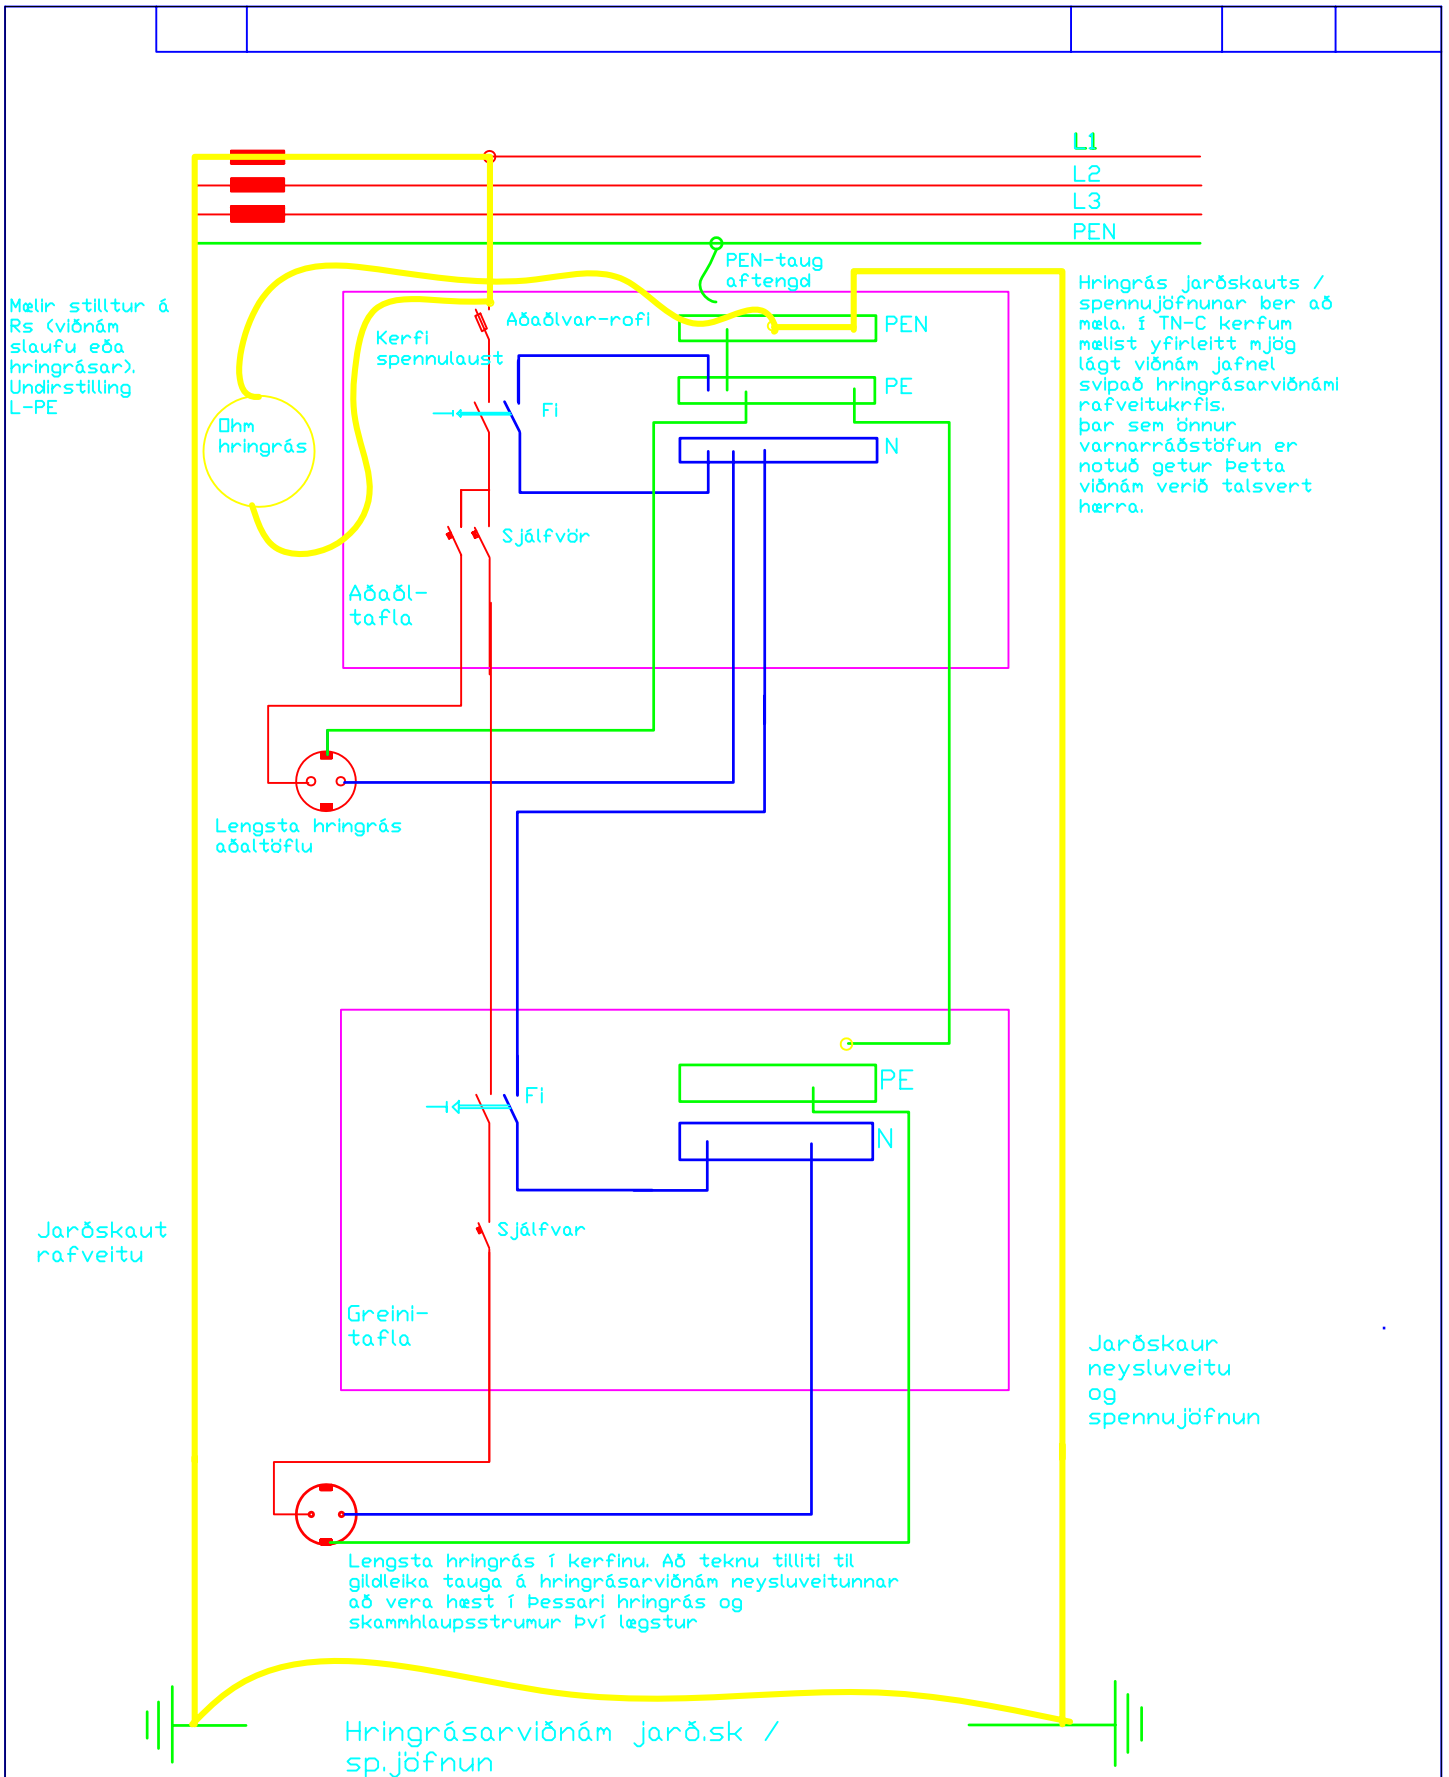 L1
L2
L3
PEN
PEN-taug
aftengd
Mælir stilltur á
Rs (viðnám
slaufu eða
hringrásar).
Undirstilling
L-PE
Hringrás jarðskauts /
spennujöfnunar ber að
mæla. Í TN-C kerfum
mælist yfirleitt mjög
lágt viðnám jafnel
svipað hringrásarviðnámi
rafveitukrfis.
Þar sem önnur
varnarráðstöfun er
notuð getur þetta
viðnám verið talsvert
hærra.
Aðaðlvar-rofi
Kerfi
spennulaust
PEN
PE
Fi
N
Ohm
hringrás
Sjálfvör
Aðaðl-
tafla
Lengsta hringrás
aðaltöflu
PE
Fi
N
Sjálfvar
Jarðskaut
rafveitu
Greini-
tafla
Jarðskaur
neysluveitu
og
spennujöfnun
Lengsta hringrás í kerfinu. Að teknu tilliti til
gildleika tauga á hringrásarviðnám neysluveitunnar
að vera hæst í þessari hringrás og
skammhlaupsstrumur því lægstur
Hringrásarviðnám jarð.sk /
sp.jöfnun